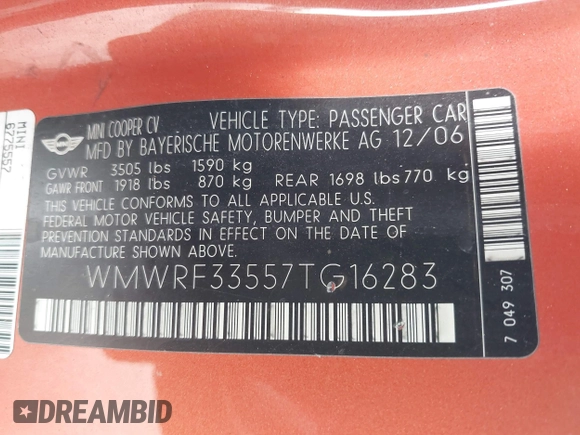 MINI
MINI COOPER CV VEHICLE TYPE: PASSENGER CAR
MFD BY BAYERISCHE MOTORENWERKE AG 12/06
GVWR 3505 lbs 1590 kg
GAWR FRONT 1918 lbs 870 kg REAR 1698 lbs 770 kg
THIS VEHICLE CONFORMS TO ALL APPLICABLE U.S.
FEDERAL MOTOR VEHICLE SAFETY, BUMPER AND THEFT
PREVENTION STANDARDS IN EFFECT ON THE DATE OF
MANUFACTURE SHOWN ABOVE.
WMWRF33557TG16283
7 049 307
MINI
6775557
DREAMBID